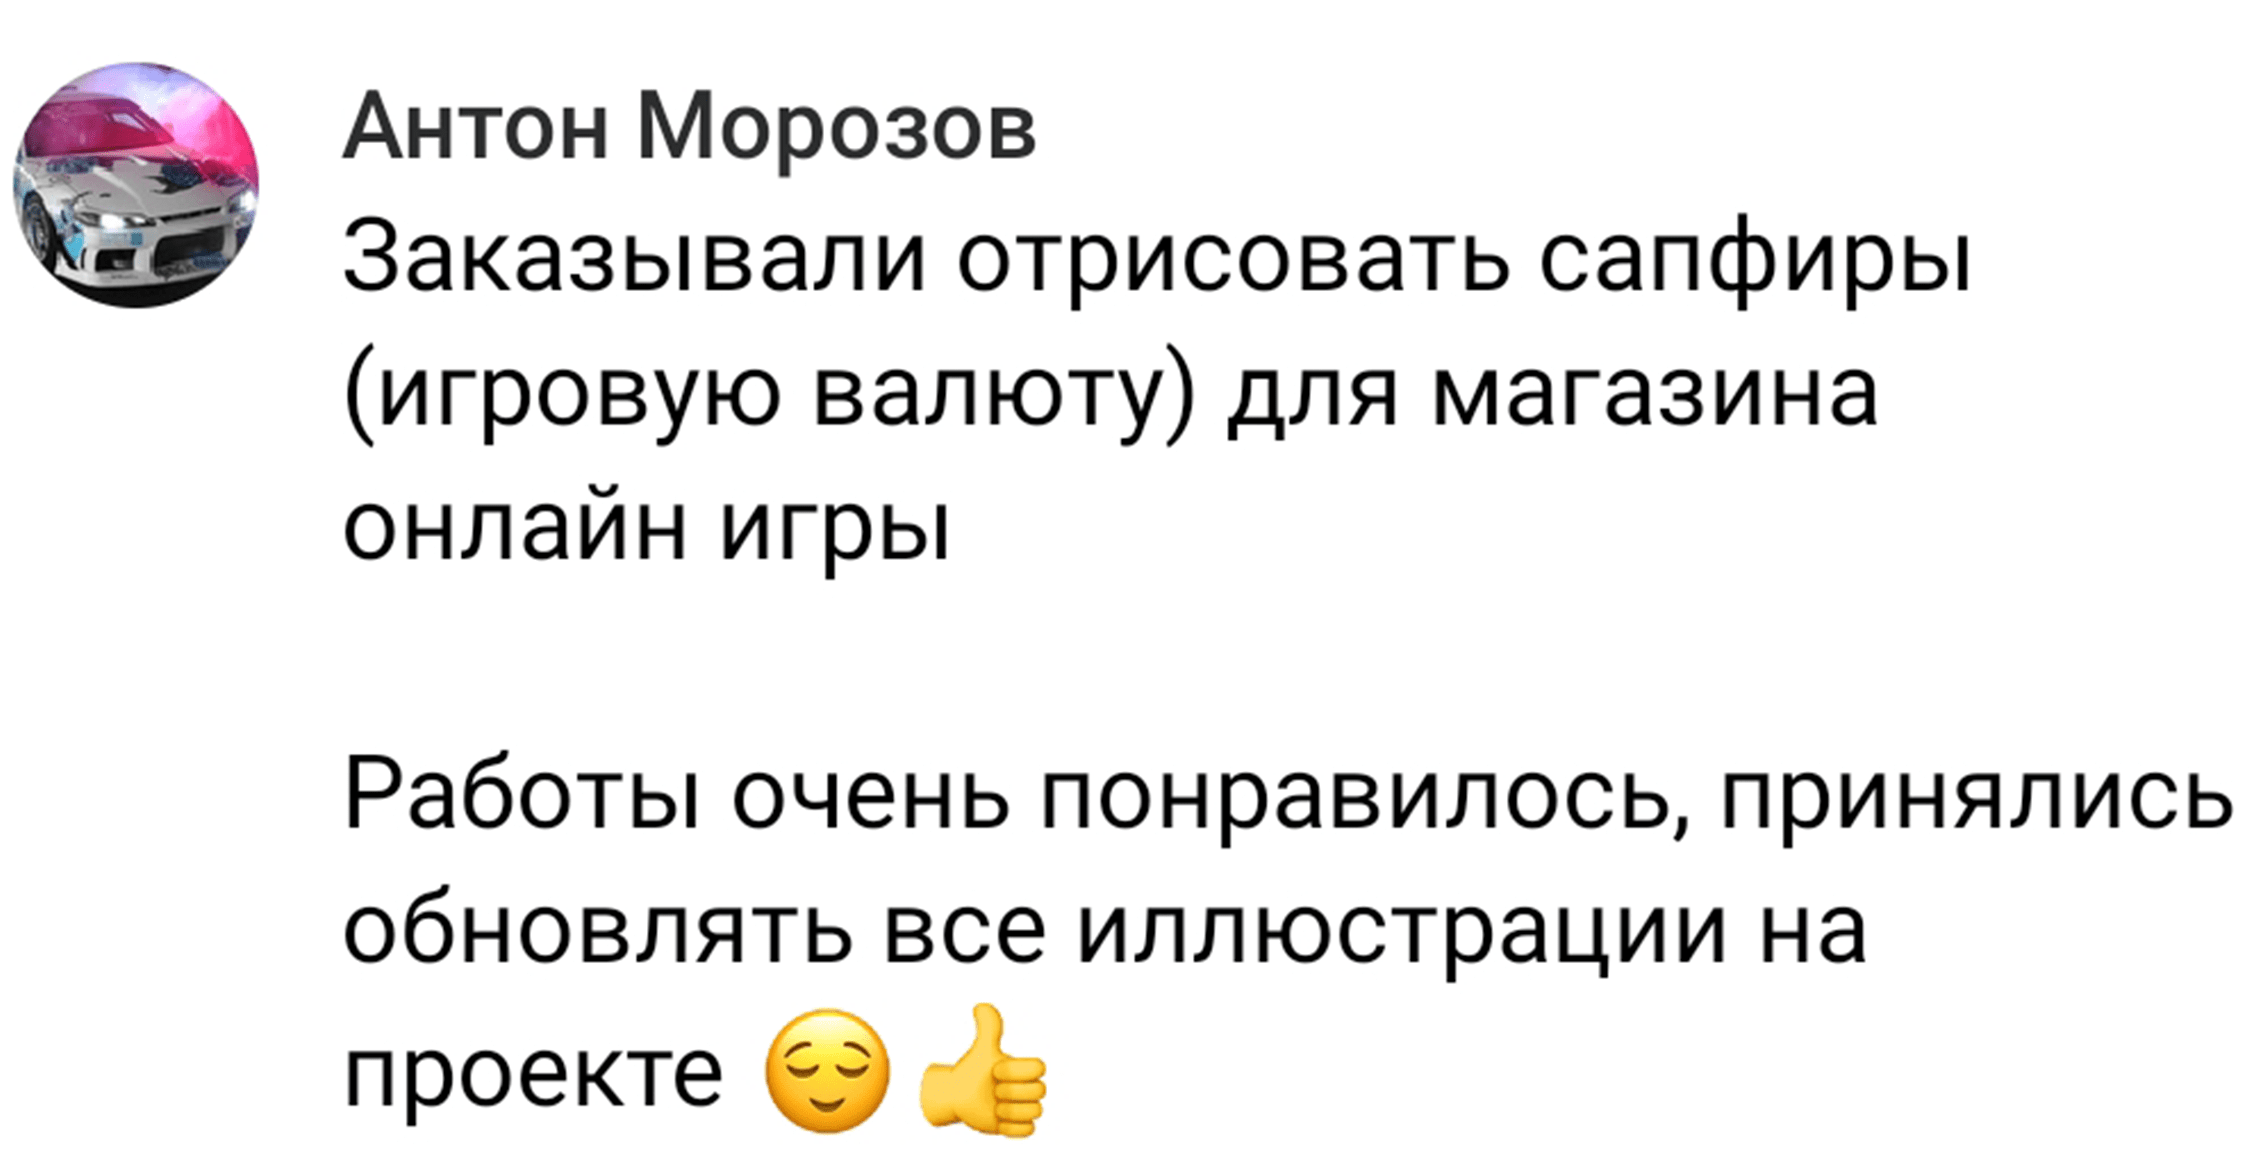 Антон Морозов
Заказывали отрисовать сапфиры
(игровую валюту) для магазина
онлайн игры
Работы очень понравилось, принялись
обновлять все иллюстрации на
проекте 😌👍